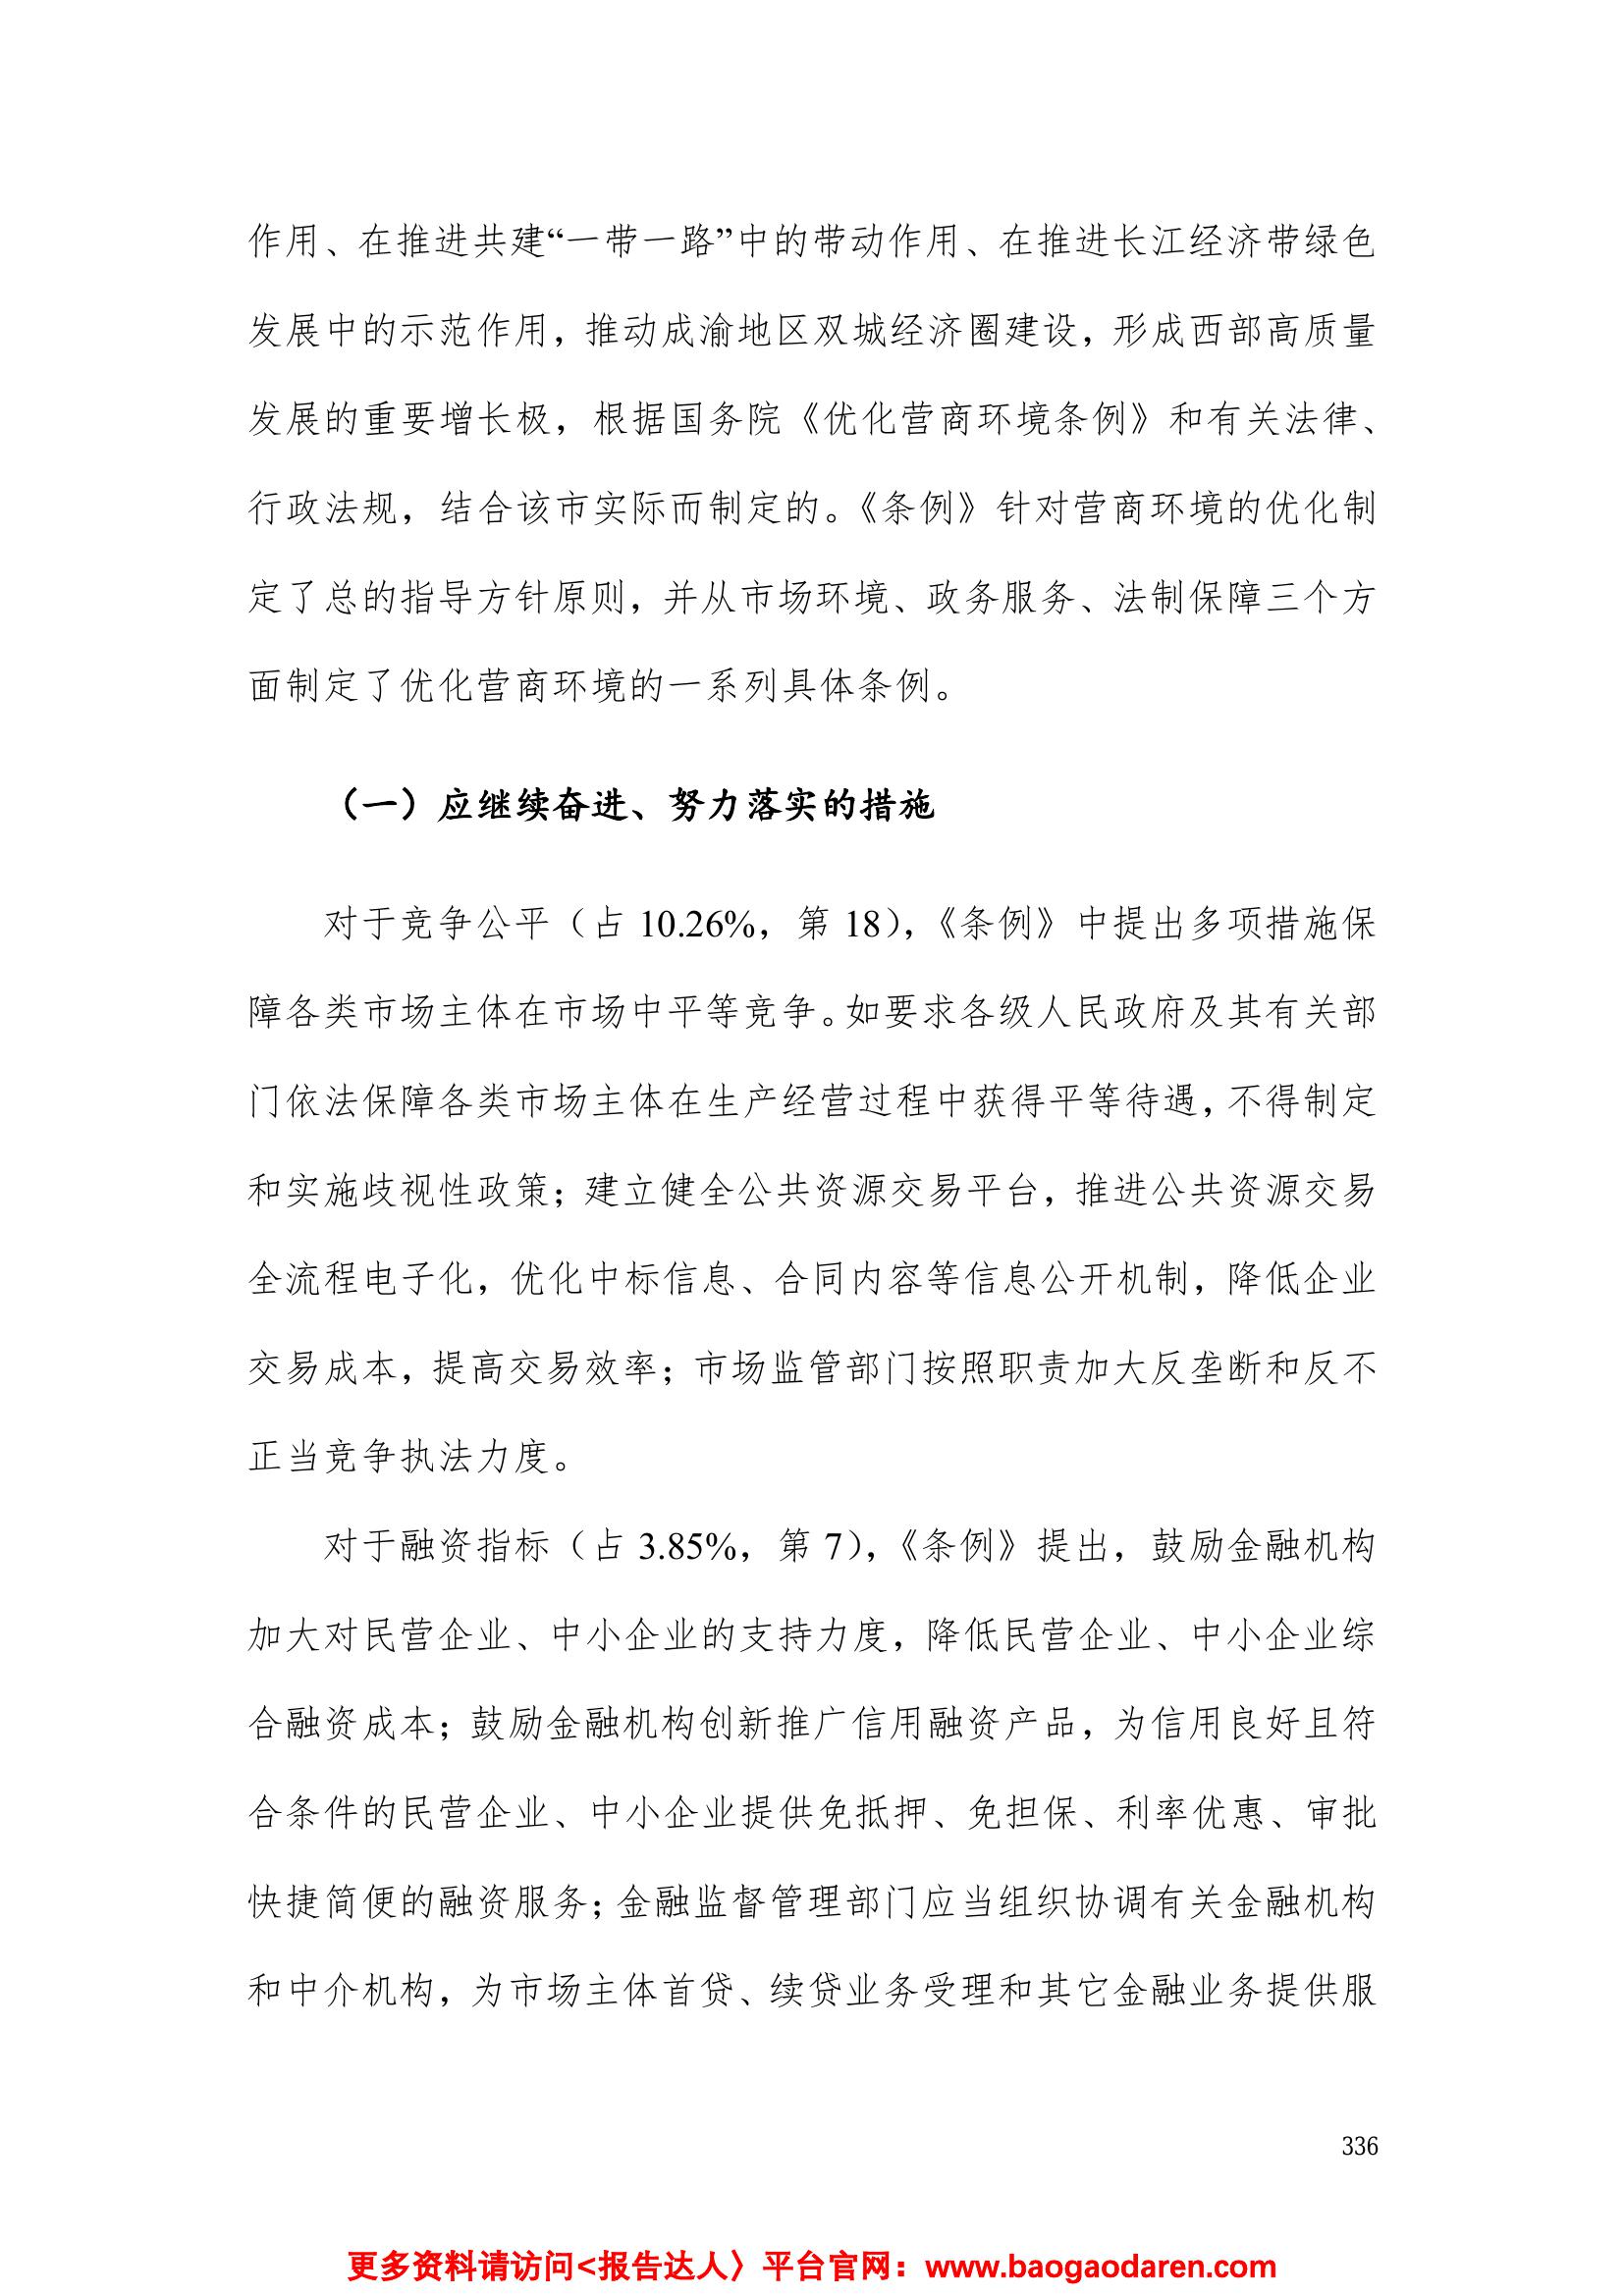 作用、在推进共建“一带一路”中的带动作用、在推进长江经济带绿色
发展中的示范作用，推动成渝地区双城经济圈建设，形成西部高质量
发展的重要增长极，根据国务院《优化营商环境条例》和有关法律、
行政法规，结合该市实际而制定的。《条例》针对营商环境的优化制
定了总的指导方针原则，并从市场环境、政务服务、法制保障三个方
面制定了优化营商环境的一系列具体条例。
（一）应继续奋进、努力落实的措施
对于竞争公平（占 10.26%，第 18），《条例》中提出多项措施保
障各类市场主体在市场中平等竞争。如要求各级人民政府及其有关部
门依法保障各类市场主体在生产经营过程中获得平等待遇，不得制定
和实施歧视性政策；建立健全公共资源交易平台，推进公共资源交易
全流程电子化，优化中标信息、合同内容等信息公开机制，降低企业
交易成本，提高交易效率；市场监管部门按照职责加大反垄断和反不
正当竞争执法力度。
对于融资指标（占 3.85%，第 7），《条例》提出，鼓励金融机构
加大对民营企业、中小企业的支持力度，降低民营企业、中小企业综
合融资成本；鼓励金融机构创新推广信用融资产品，为信用良好且符
合条件的民营企业、中小企业提供免抵押、免担保、利率优惠、审批
快捷简便的融资服务；金融监督管理部门应当组织协调有关金融机构
和中介机构，为市场主体首贷、续贷业务受理和其它金融业务提供服
336
更多资料请访问<报告达人〉平台官网：www.baogaodaren.com